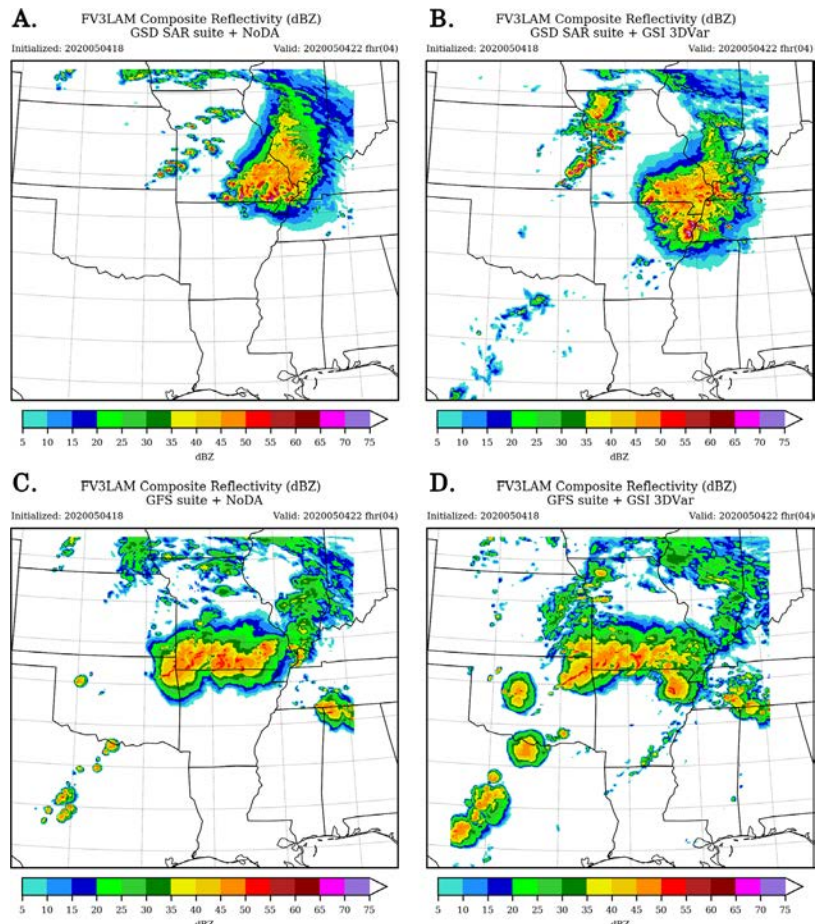 A.
FV3LAM Composite Reflectivity (dBZ)
GSD SAR suite + NoDA
Initialized: 2020050418 Valid: 2020050422 fhr(04)
5 10 15 20 25 30 35 40 45 50 55 60 65 70 75
dBZ
B.
FV3LAM Composite Reflectivity (dBZ)
GSD SAR suite + GSI 3DVar
Initialized: 2020050418 Valid: 2020050422 fhr(04)
5 10 15 20 25 30 35 40 45 50 55 60 65 70 75
dBZ
C.
FV3LAM Composite Reflectivity (dBZ)
GFS suite + NoDA
Initialized: 2020050418 Valid: 2020050422 fhr(04)
5 10 15 20 25 30 35 40 45 50 55 60 65 70 75
dBZ
D.
FV3LAM Composite Reflectivity (dBZ)
GFS suite + GSI 3DVar
Initialized: 2020050418 Valid: 2020050422 fhr(04)
5 10 15 20 25 30 35 40 45 50 55 60 65 70 75
dBZ